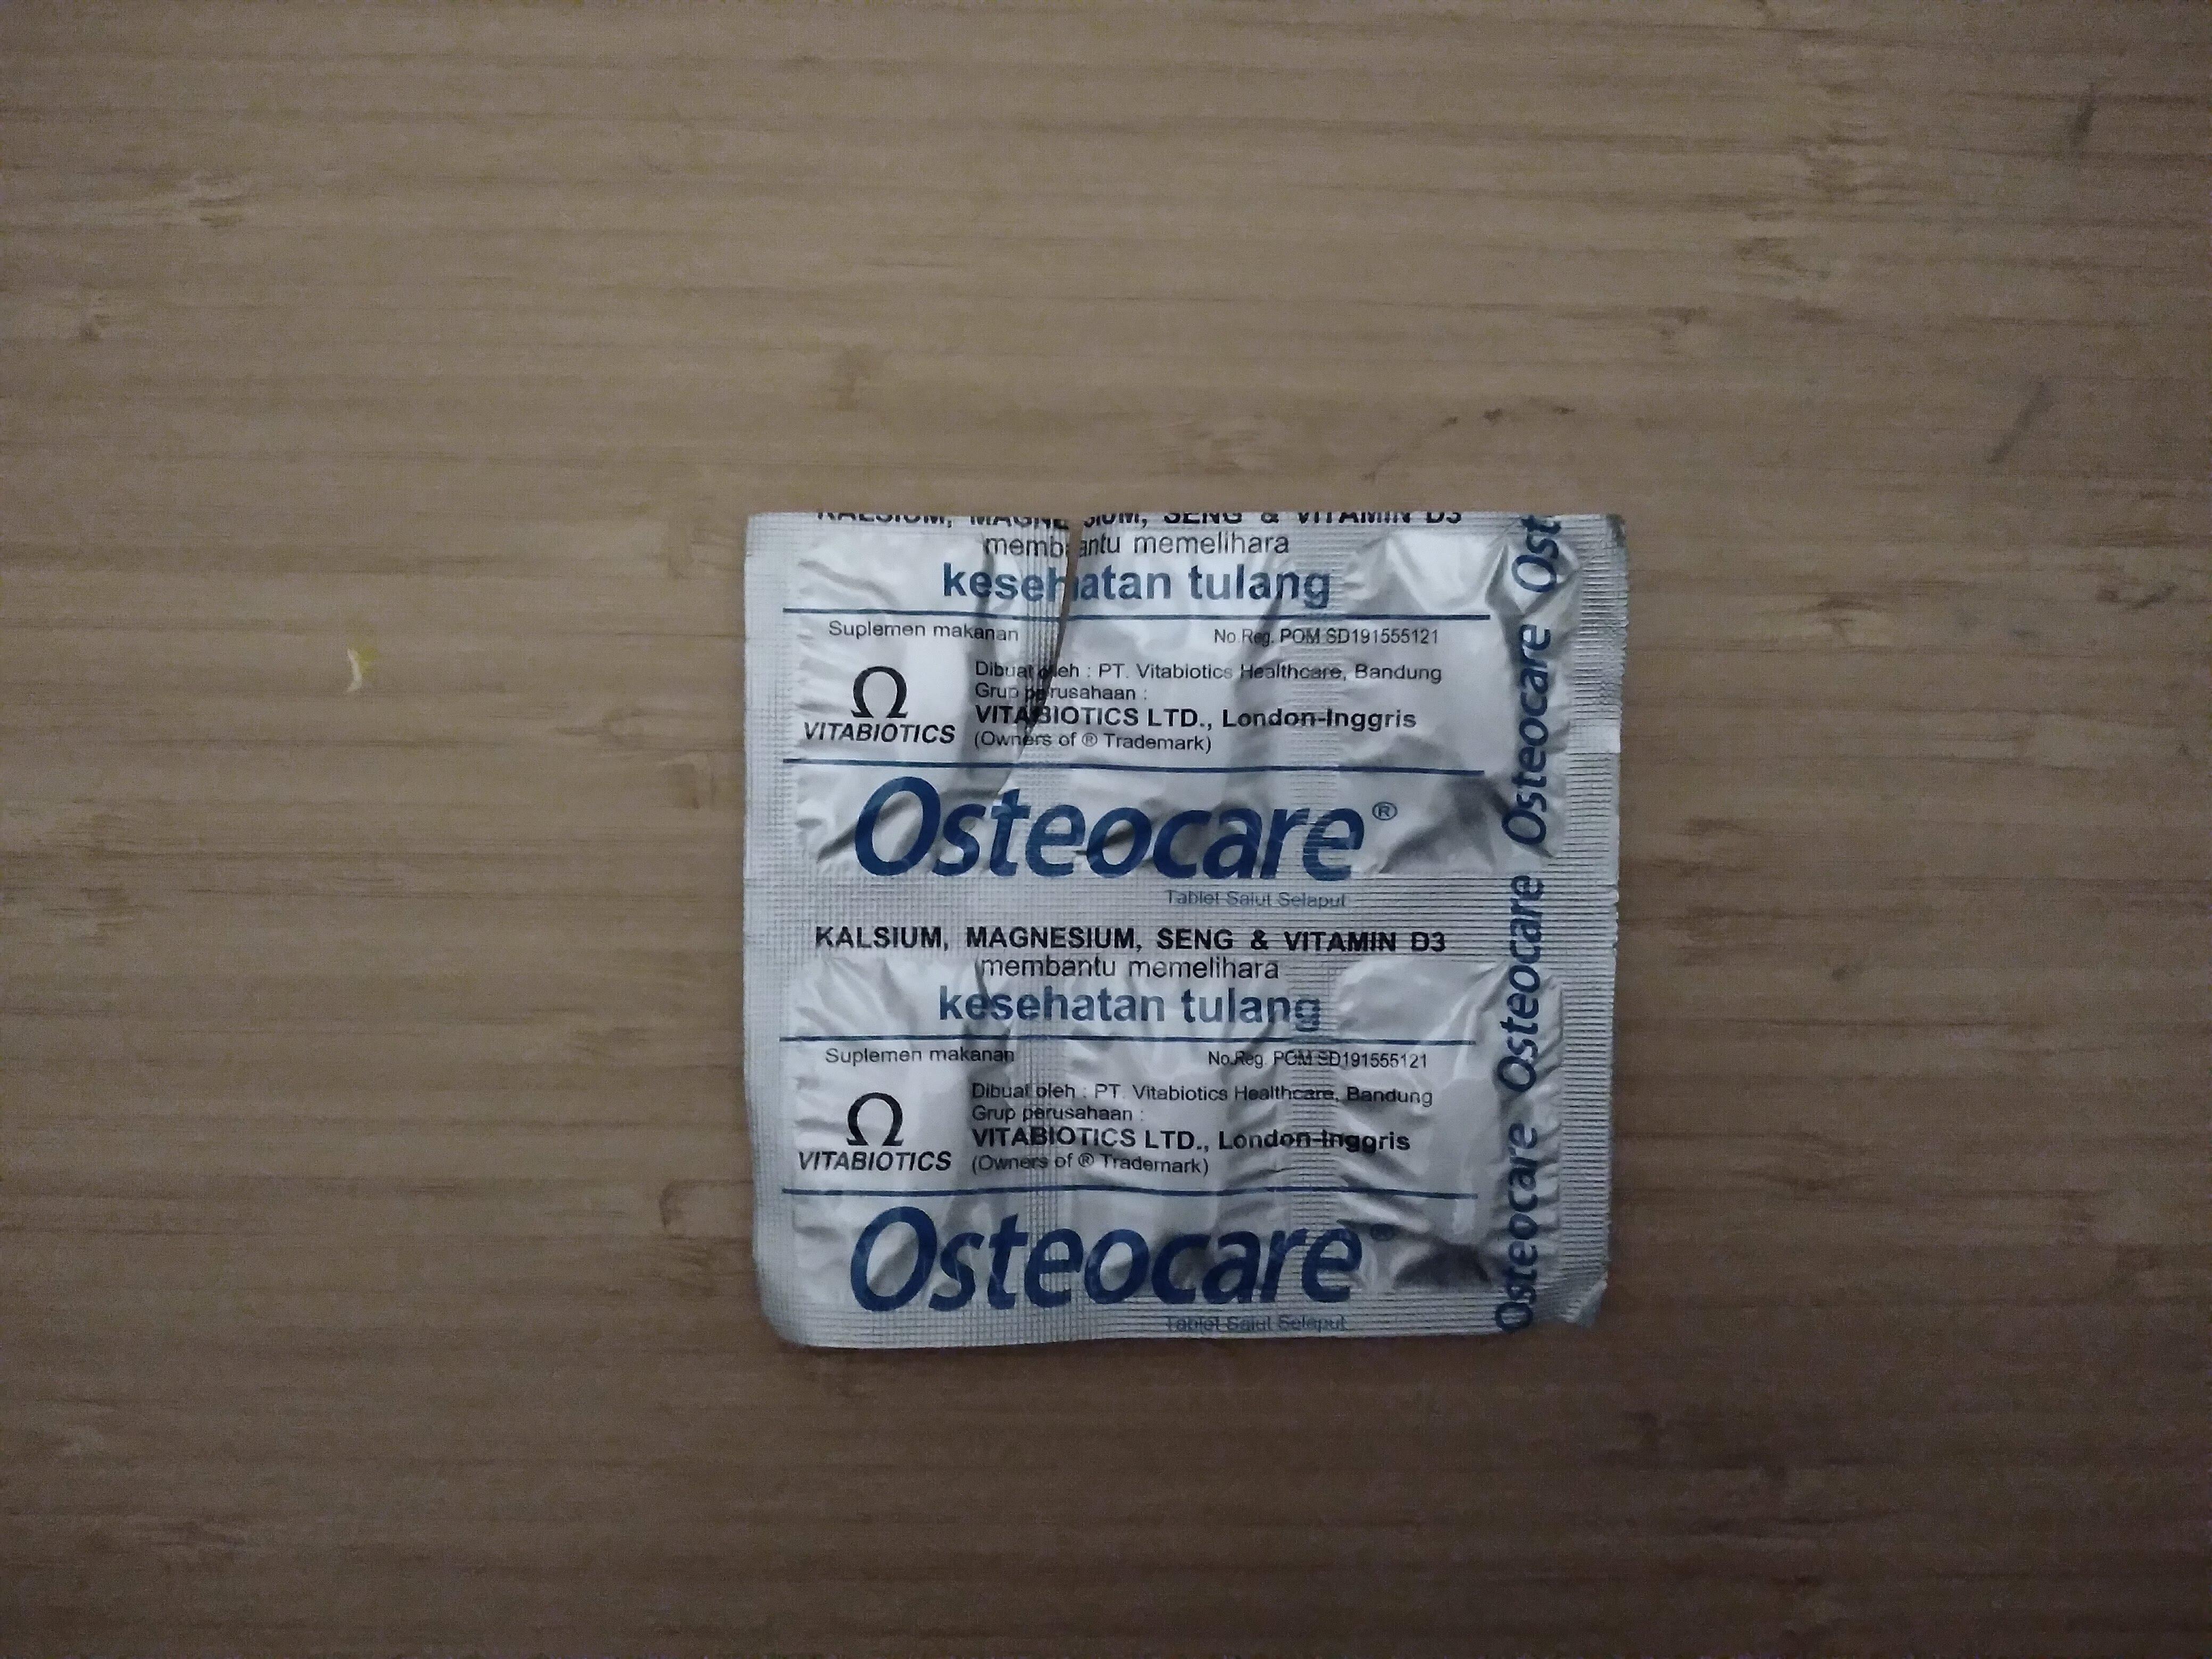 KALSIUM, MAGNESIUM, SENG & VITAMIN D3
membantu memelihara
kesehatan tulang
Suplemen makanan
No.Reg. POM SD191555121
Ω
VITABIOTICS
Dibuat oleh : PT. Vitabiotics Healthcare, Bandung
Grup perusahaan :
VITABIOTICS LTD., London-Inggris
(Owners of ® Trademark)
Osteocare®
Tablet Salut Selaput
KALSIUM, MAGNESIUM, SENG & VITAMIN D3
membantu memelihara
kesehatan tulang
Suplemen makanan
No.Reg. POM SD191555121
Ω
VITABIOTICS
Dibuat oleh : PT. Vitabiotics Healthcare, Bandung
Grup perusahaan :
VITABIOTICS LTD., London-Inggris
(Owners of ® Trademark)
Osteocare®
Tablet Salut Selaput
Osteocare Osteocare Osteocare Ost